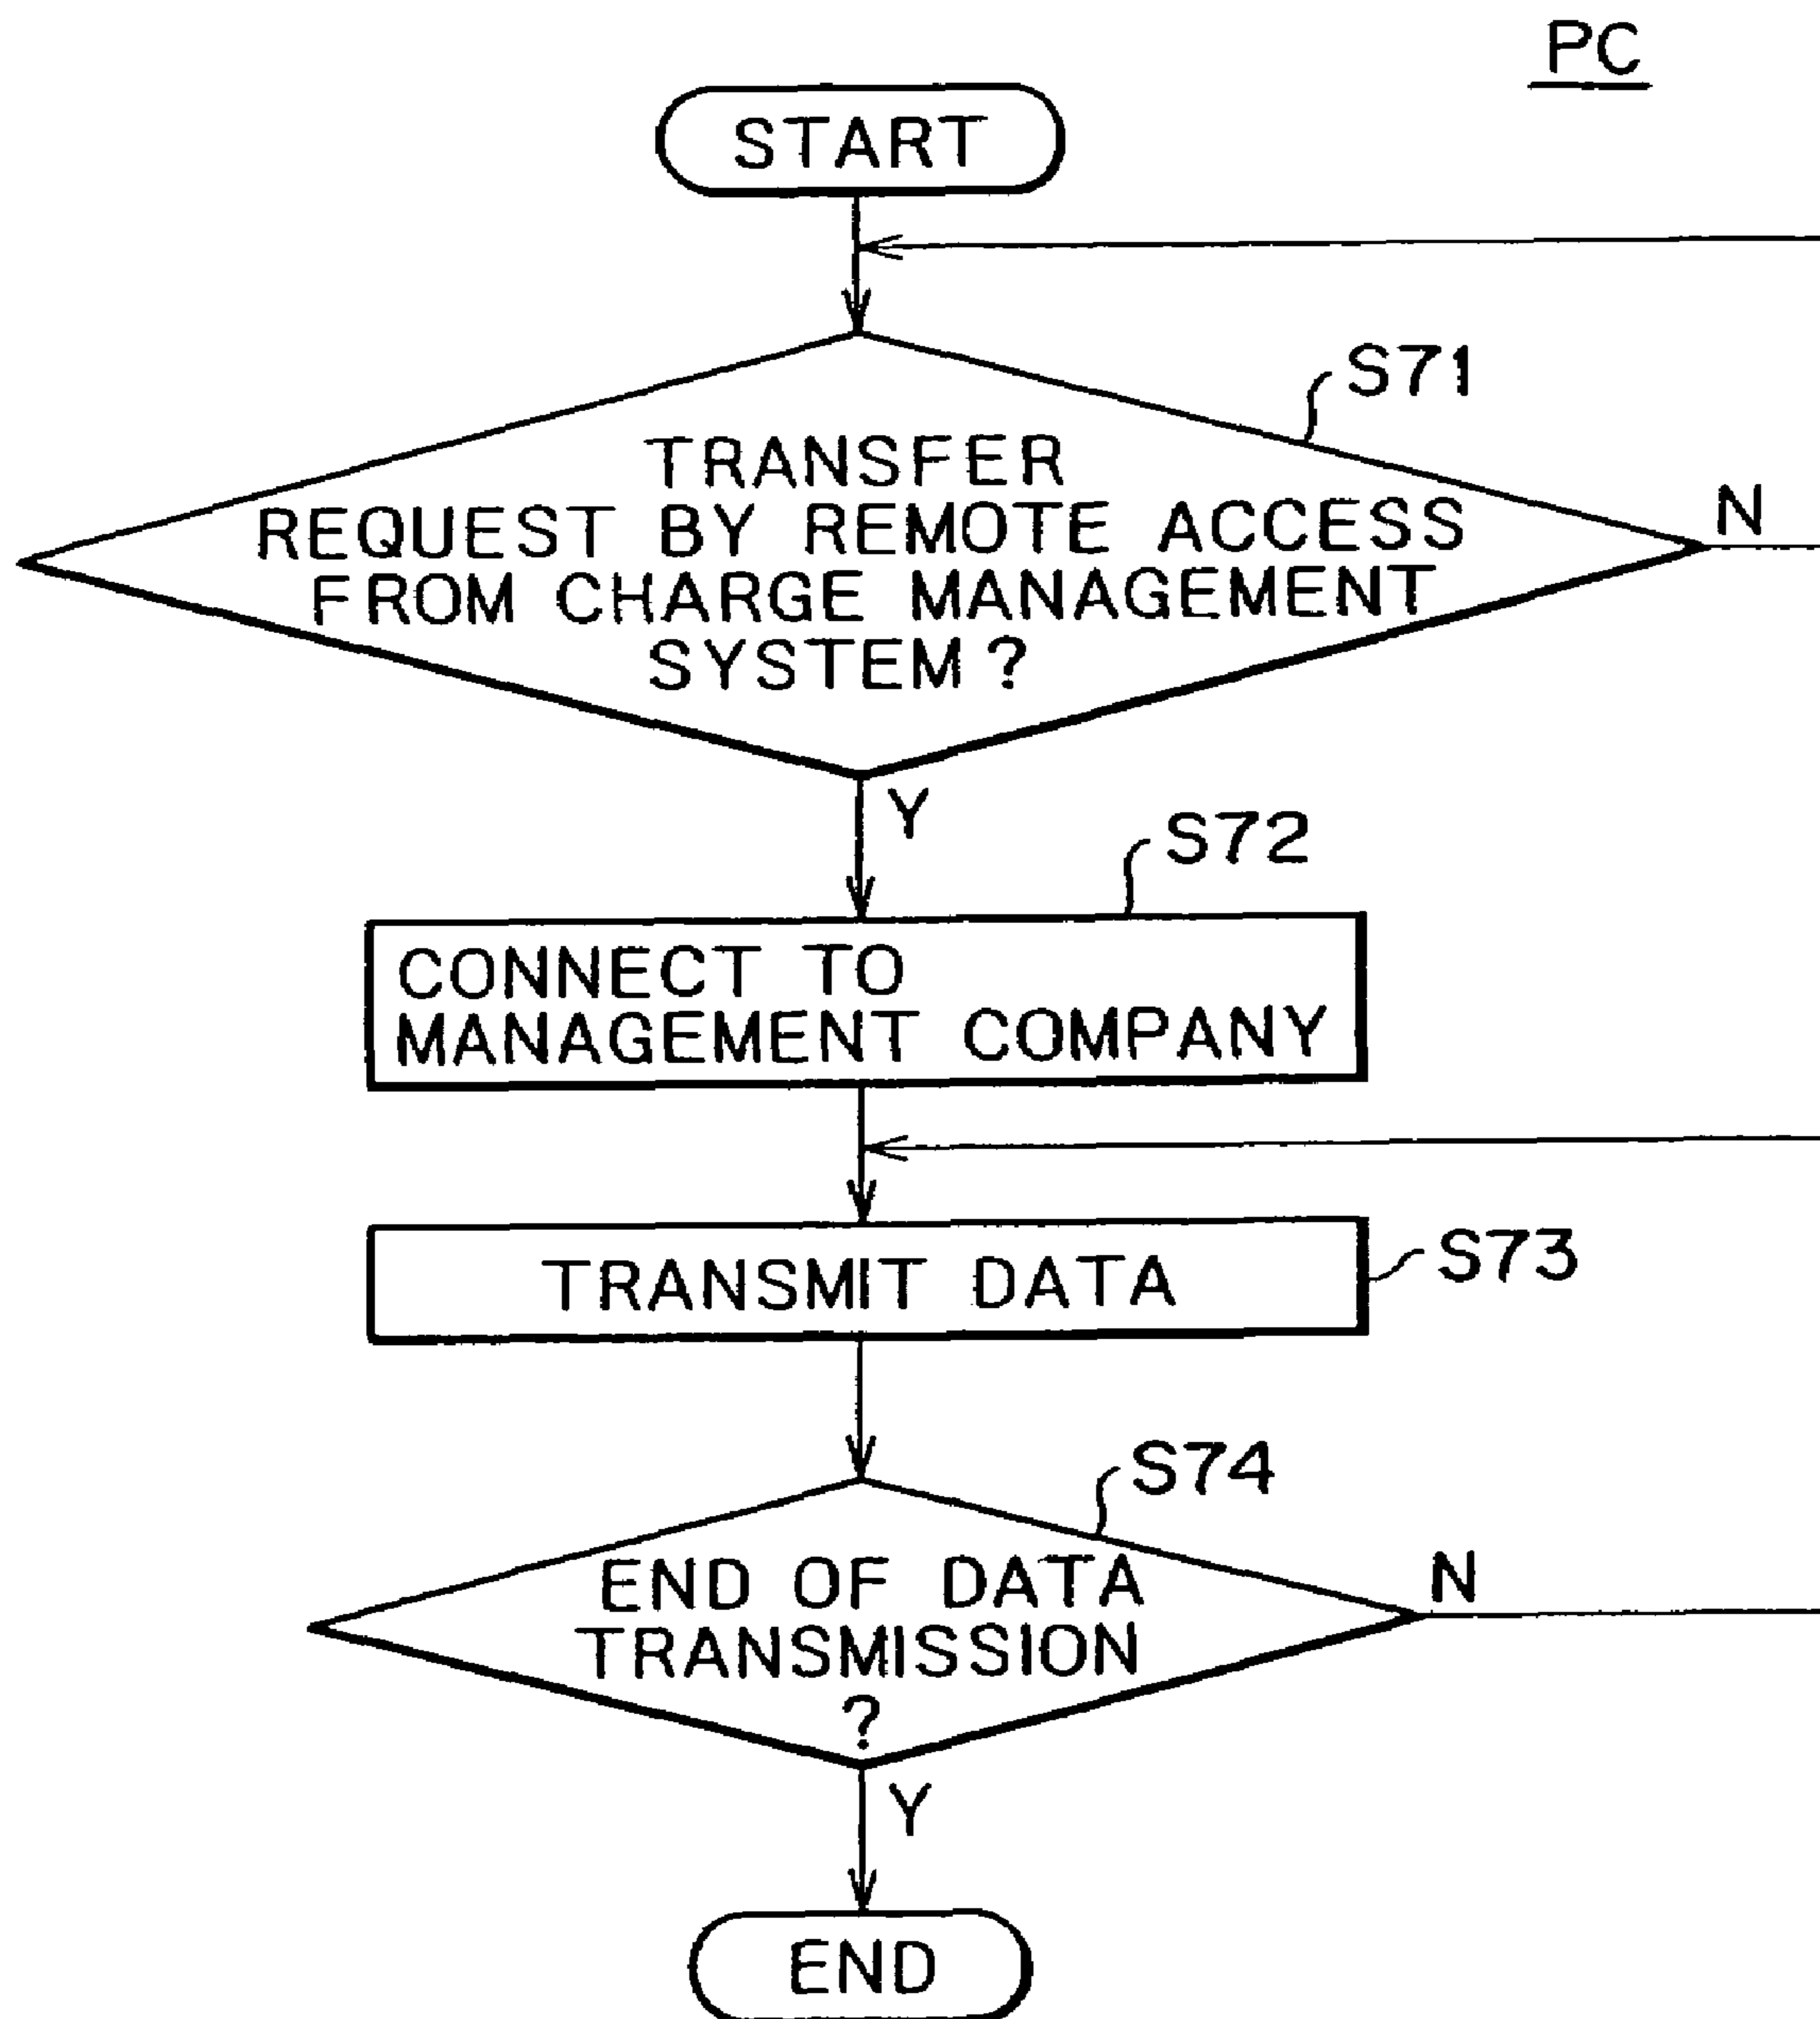 PC
START
S71
TRANSFER
REQUEST BY REMOTE ACCESS
FROM CHARGE MANAGEMENT
SYSTEM ?
N
Y
S72
CONNECT TO
MANAGEMENT COMPANY
TRANSMIT DATA
S73
S74
END OF DATA
TRANSMISSION
?
N
Y
END